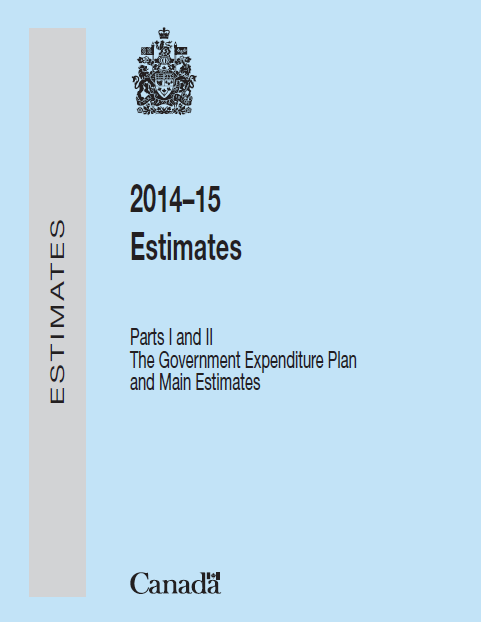 ESTIMATES
2014–15
Estimates
Parts I and II
The Government Expenditure Plan
and Main Estimates
Canada